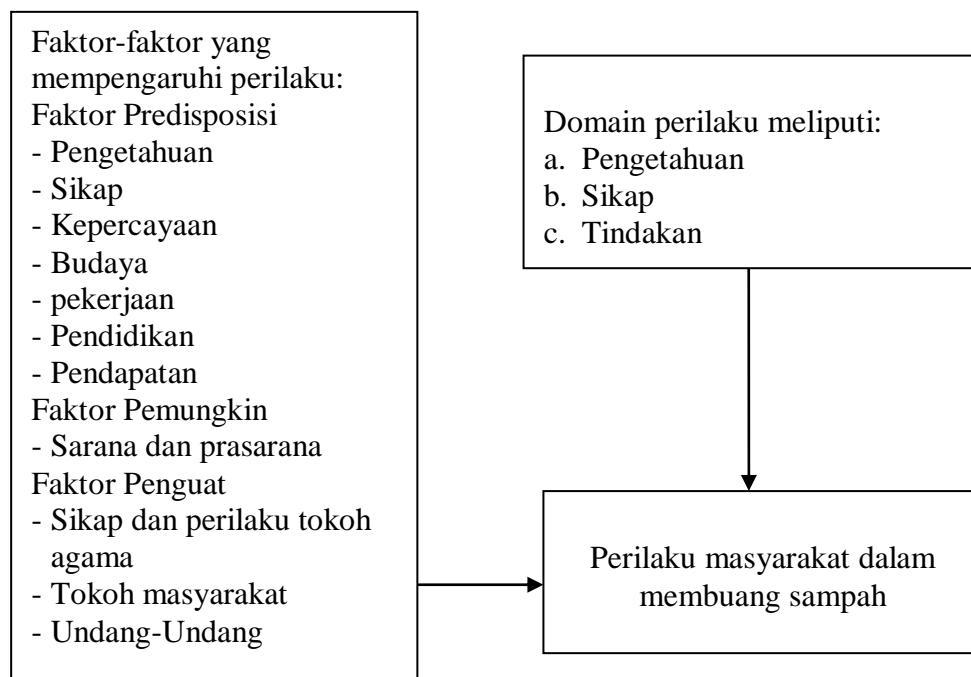 Faktor-faktor yang
mempengaruhi perilaku:
Faktor Predisposisi
- Pengetahuan
- Sikap
- Kepercayaan
- Budaya
- pekerjaan
- Pendidikan
- Pendapatan
Faktor Pemungkin
- Sarana dan prasarana
Faktor Penguat
- Sikap dan perilaku tokoh
agama
- Tokoh masyarakat
- Undang-Undang
Domain perilaku meliputi:
a. Pengetahuan
b. Sikap
c. Tindakan
Perilaku masyarakat dalam
membuang sampah